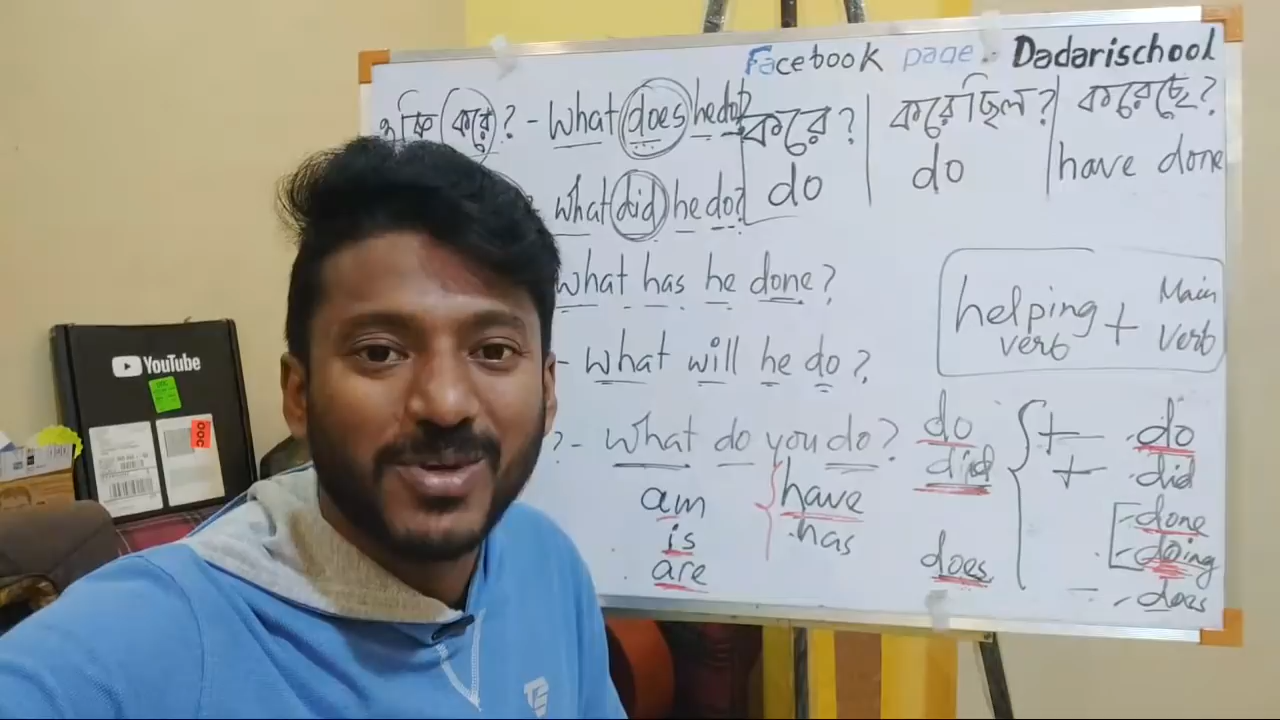 Facebook page. Dadarischool
কি করে? - What does he do?
করে?
করেছিল?
করেছে?
do
do
have done
what did he do?
what has he done?
helping verb + Main verb
- what will he do?
? - What do you do?
am
is
are
have
has
do
did
does
do
did
done
doing
does
YouTube